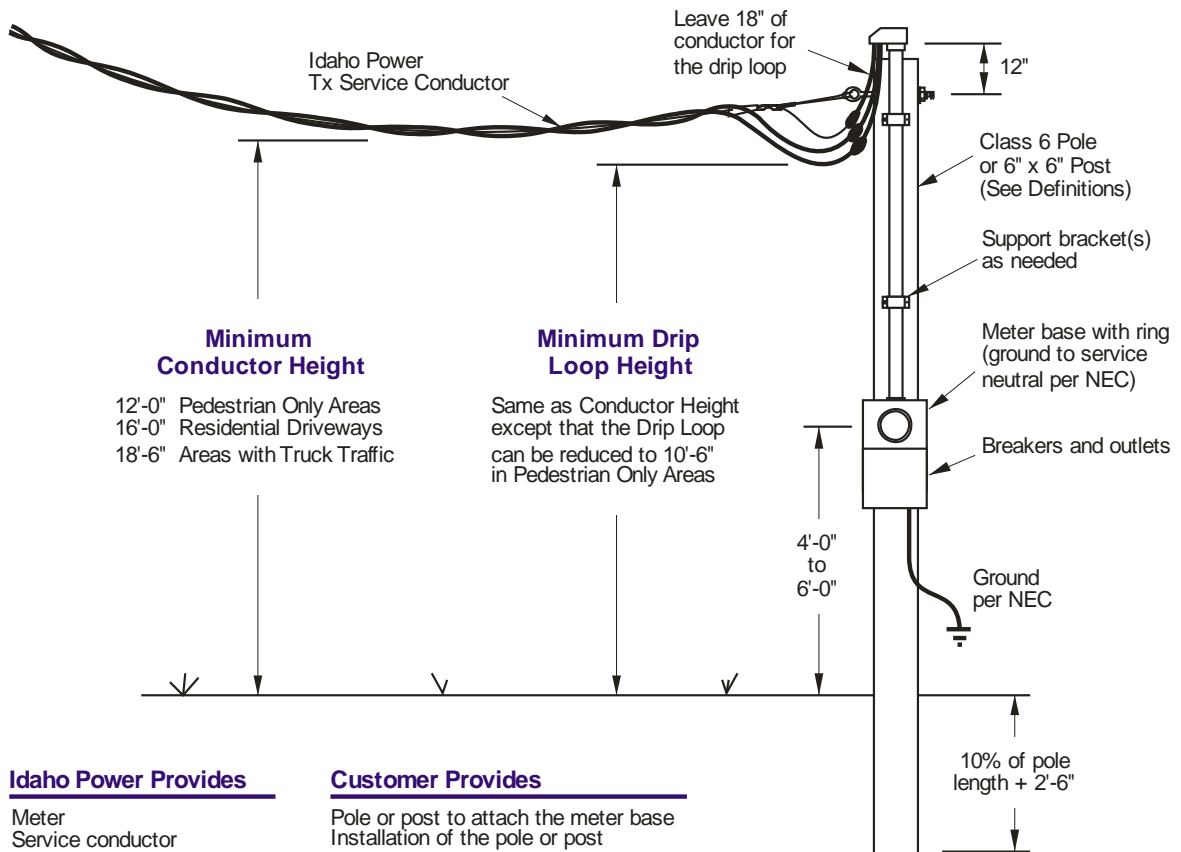 Leave 18" of
conductor for
the drip loop
12"
Idaho Power
Tx Service Conductor
Class 6 Pole
or 6" x 6" Post
(See Definitions)
Support bracket(s)
as needed
Minimum
Conductor Height
12'-0" Pedestrian Only Areas
16'-0" Residential Driveways
18'-6" Areas with Truck Traffic
Minimum Drip
Loop Height
Same as Conductor Height
except that the Drip Loop
can be reduced to 10'-6"
in Pedestrian Only Areas
Meter base with ring
(ground to service
neutral per NEC)
Breakers and outlets
4'-0"
to
6'-0"
Ground
per NEC
10% of pole
length + 2'-6"
Idaho Power Provides
Meter
Service conductor
Customer Provides
Pole or post to attach the meter base
Installation of the pole or post